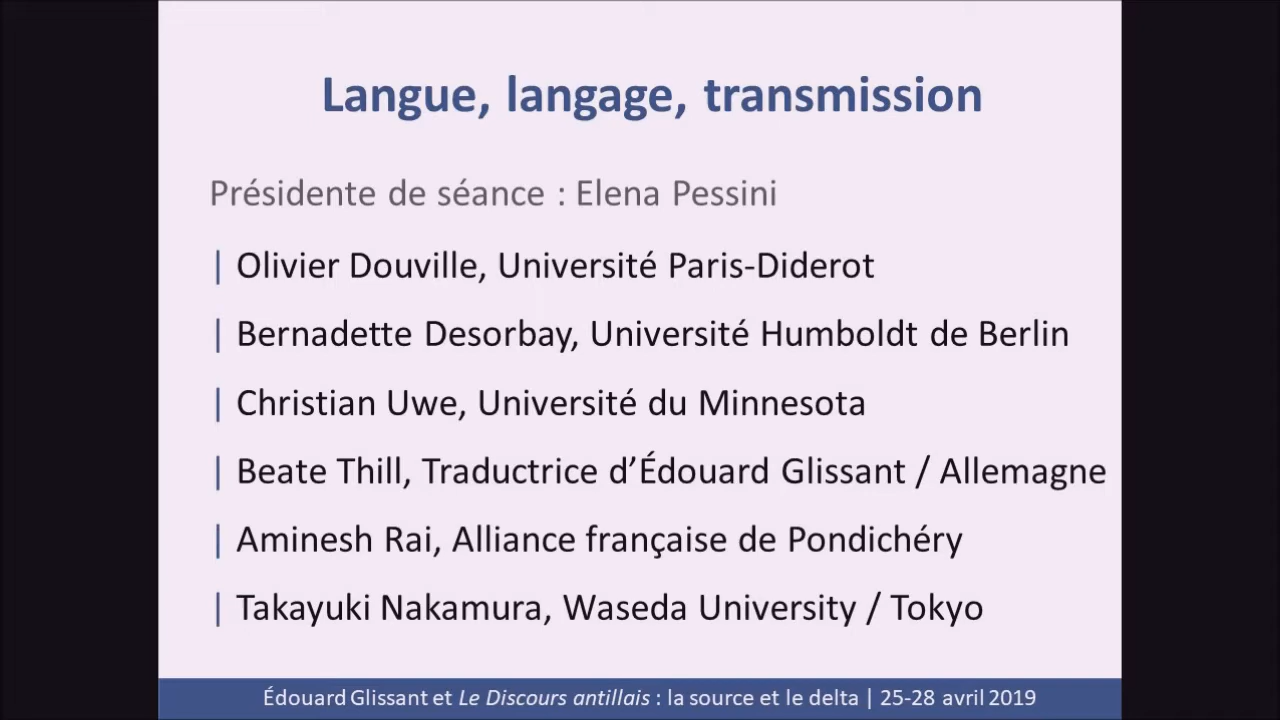 Langue, langage, transmission
Présidente de séance : Elena Pessini
| Olivier Douville, Université Paris-Diderot
| Bernadette Desorbay, Université Humboldt de Berlin
| Christian Uwe, Université du Minnesota
| Beate Thill, Traductrice d’Édouard Glissant / Allemagne
| Aminesh Rai, Alliance française de Pondichéry
| Takayuki Nakamura, Waseda University / Tokyo
Édouard Glissant et Le Discours antillais : la source et le delta | 25-28 avril 2019